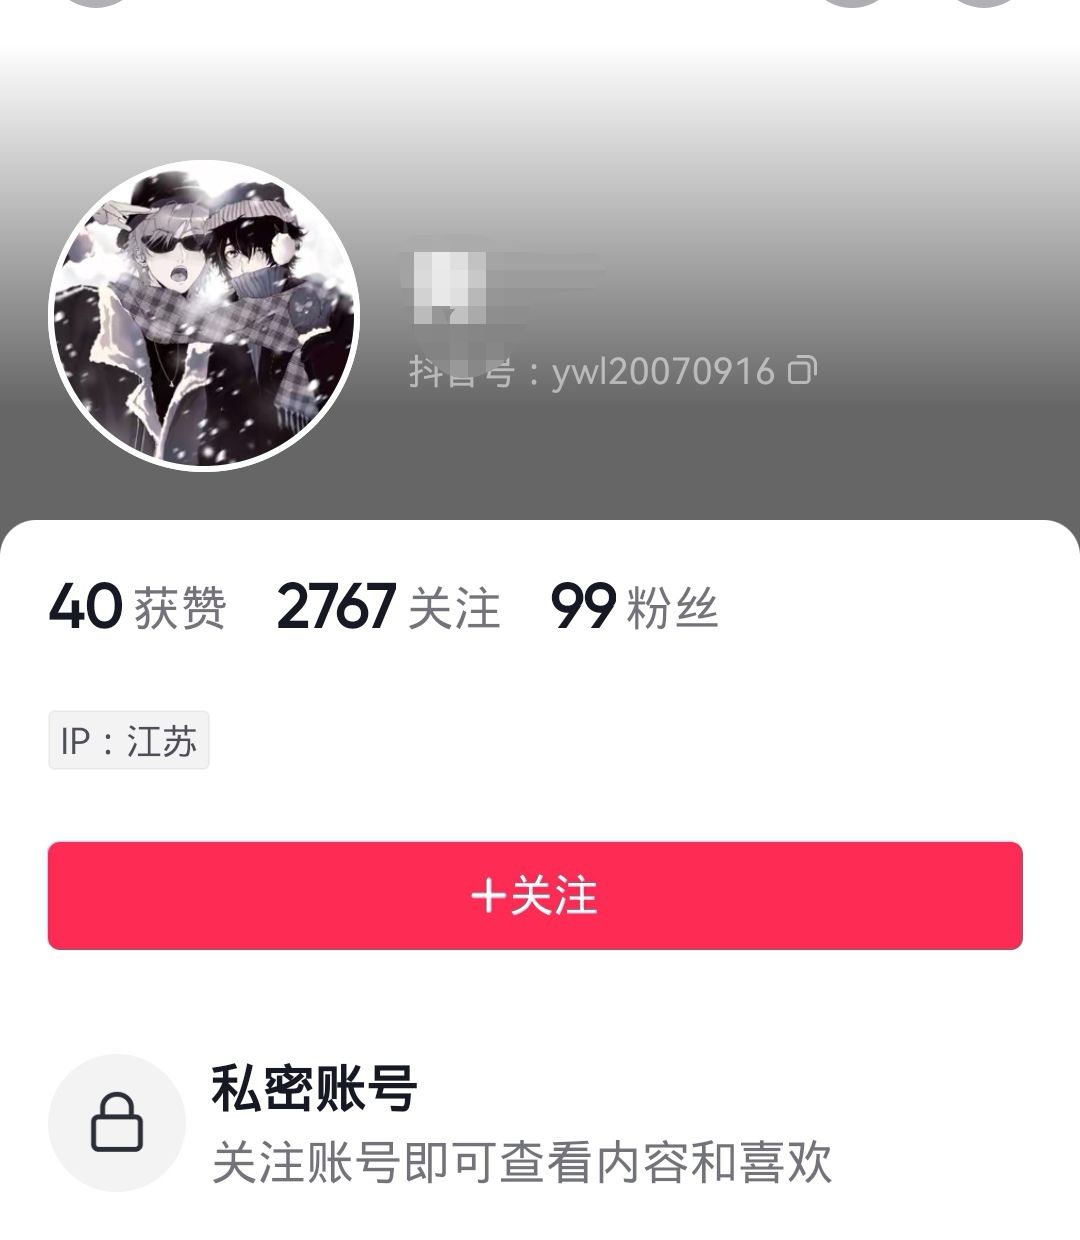 抖音号：ywl20070916
40 获赞 2767 关注 99 粉丝
IP：江苏
+关注
私密账号
关注账号即可查看内容和喜欢